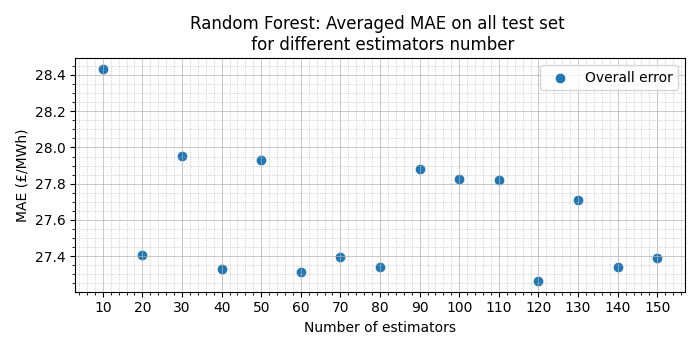 Random Forest: Averaged MAE on all test set
for different estimators number
Overall error
MAE (£/MWh)
28.4
28.2
28.0
27.8
27.6
27.4
10 20 30 40 50 60 70 80 90 100 110 120 130 140 150
Number of estimators